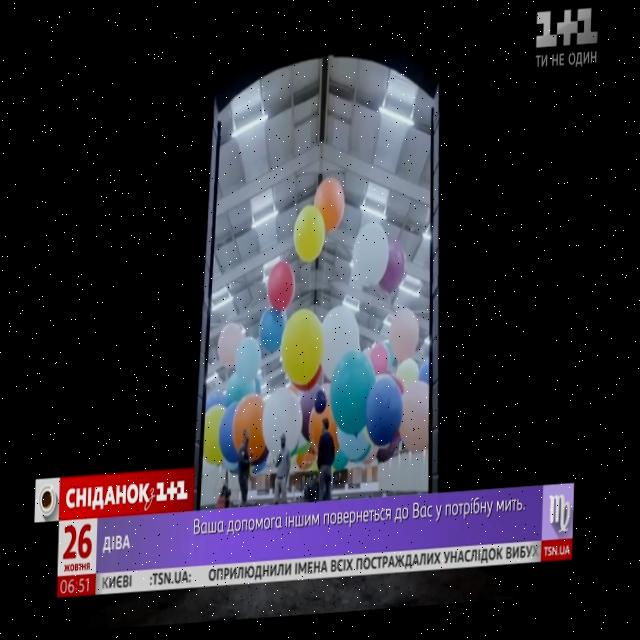 1+1
ТИ НЕ ОДИН
СНІДАНОК з 1+1
26
ЖОВТНЯ.
06:51
ДІВА
Ваша допомога іншим повернеться до Вас у потрібну мить.
КИЄВІ :TSN.UA: ОПРИЛЮДНИЛИ ІМЕНА ВСІХ ПОСТРАЖДАЛИХ УНАСЛІДОК ВИБУХ
TSN.UA